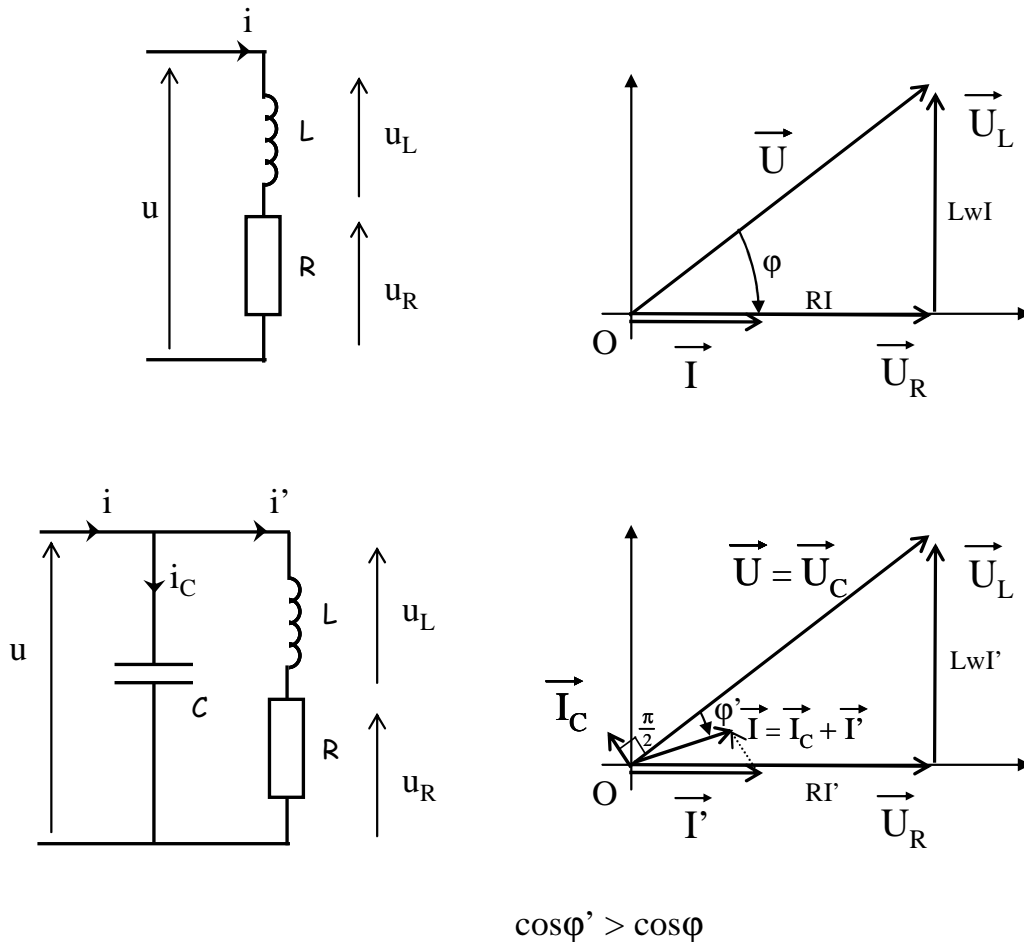 i
L
u_L
u
R
u_R
U
U_L
LwI
φ
RI
O
I
U_R
i
i’
i_C
L
u_L
u
C
R
u_R
U = U_C
U_L
LwI’
I_C
π/2
φ’
I = I_C + I’
O
I’
RI’
U_R
cosφ’ > cosφ